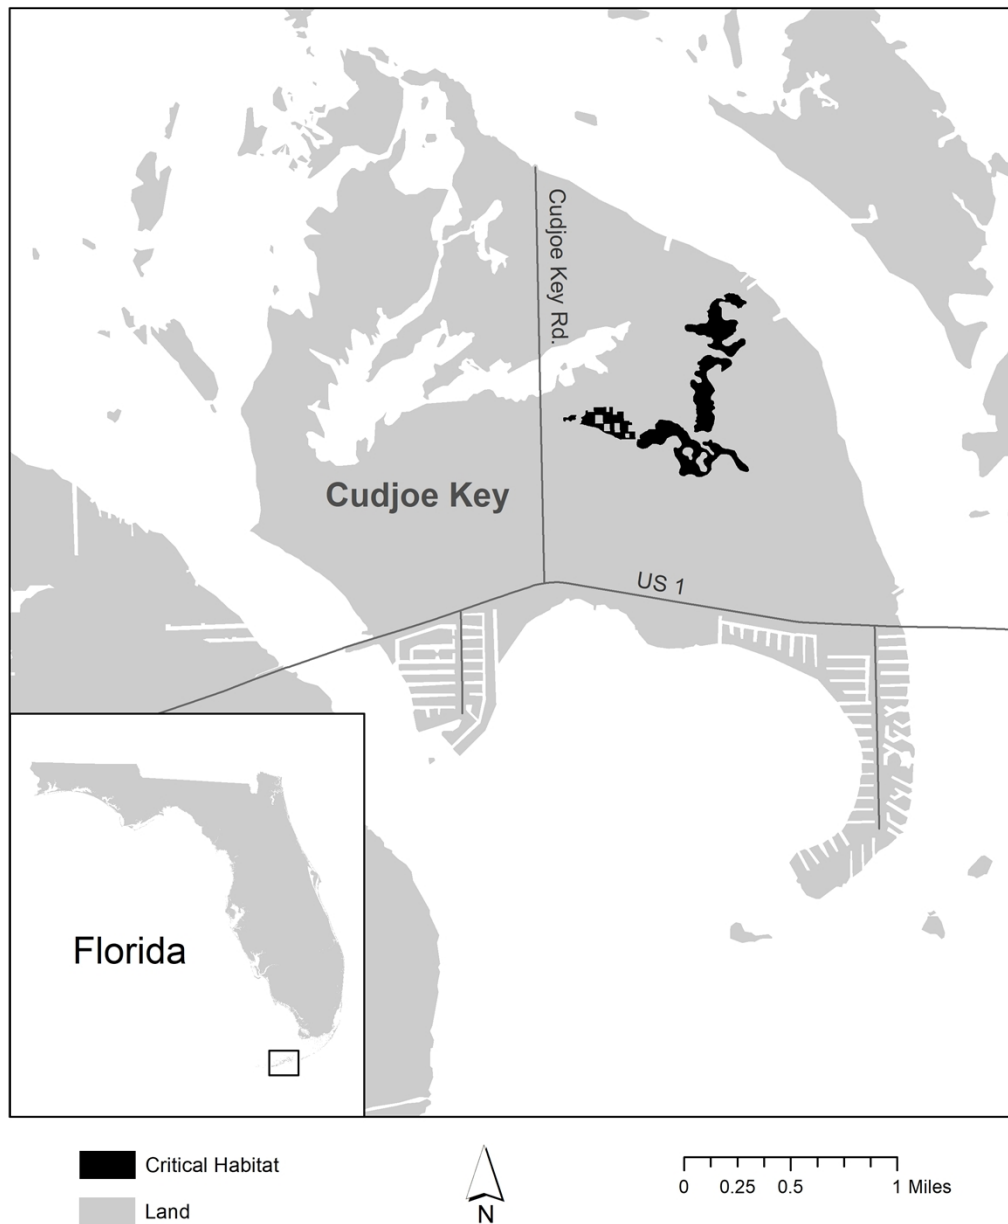 Cudjoe Key Rd.
Cudjoe Key
US 1
Florida
Critical Habitat
Land
N
0 0.25 0.5 1 Miles